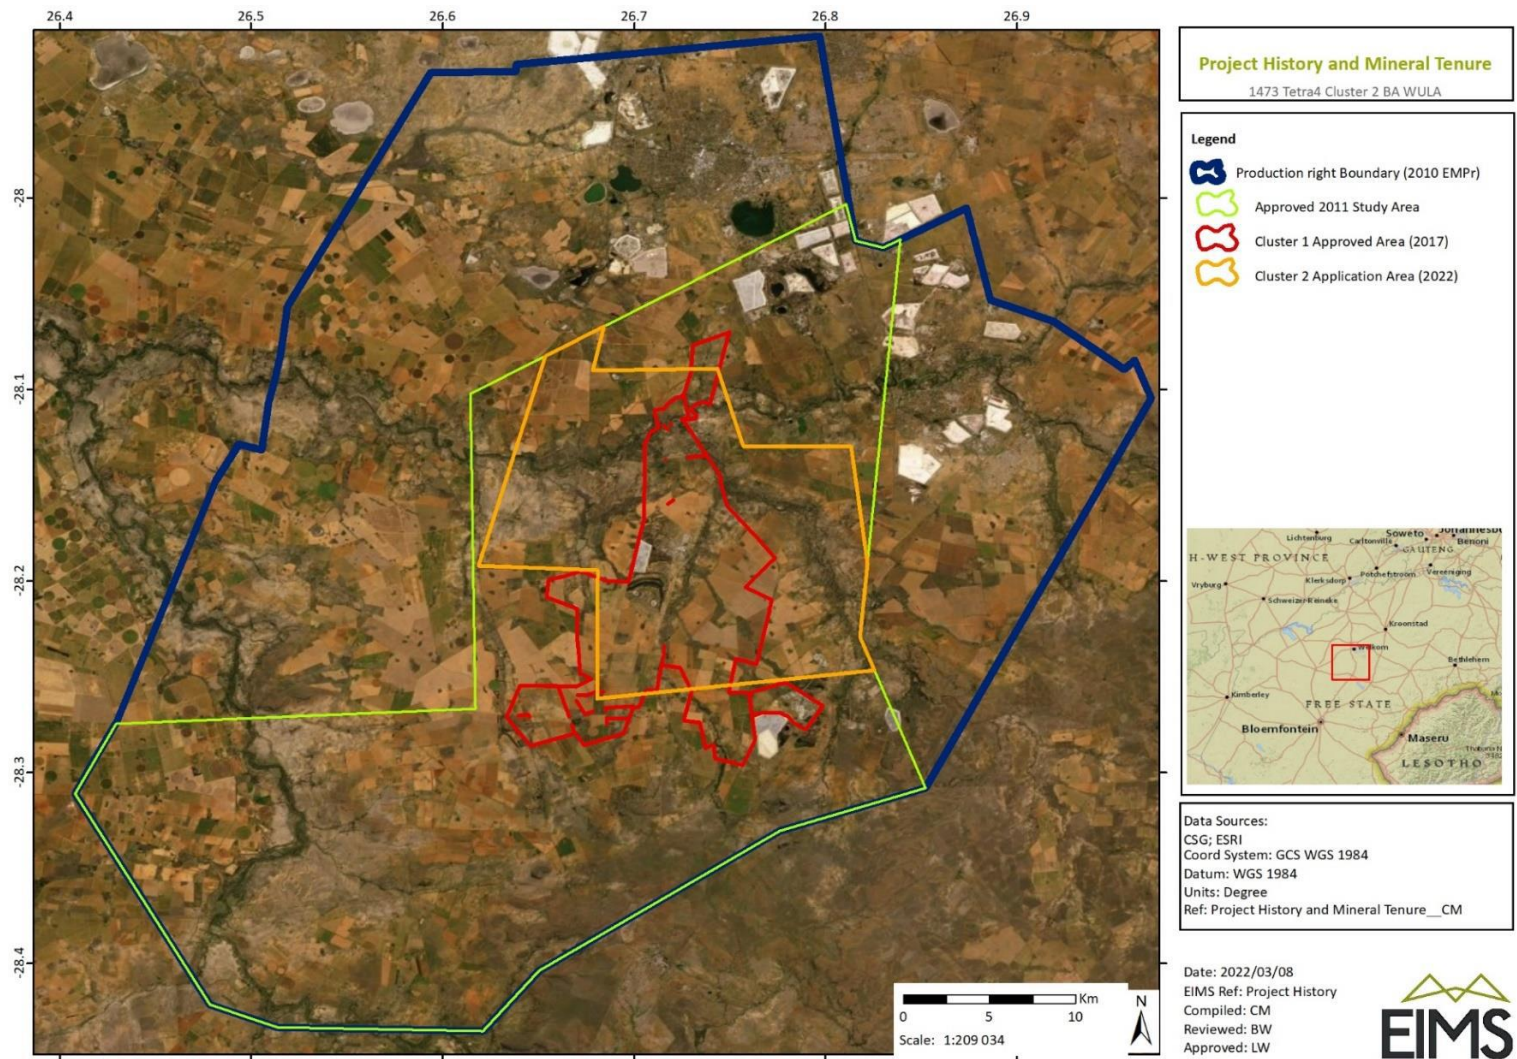 26.4 26.5 26.6 26.7 26.8 26.9
-28
-28.1
-28.2
-28.3
-28.4
Km
0 5 10
Scale: 1:209 034
N
Project History and Mineral Tenure
1473 Tetra4 Cluster 2 BA WULA
Legend
Production right Boundary (2010 EMPr)
Approved 2011 Study Area
Cluster 1 Approved Area (2017)
Cluster 2 Application Area (2022)
Lichtenburg
Carltonville
Soweto
Benoni
H-WEST PROVINCE
GAUTENG
Vryburg
Klerksdorp
Potchefstroom
Vereeniging
Schweizer-Reineke
Kroonstad
Welkom
Bethlehem
Kimberley
FREE STATE
Bloemfontein
Maseru
LESOTHO
Data Sources:
CSG; ESRI
Coord System: GCS WGS 1984
Datum: WGS 1984
Units: Degree
Ref: Project History and Mineral Tenure__CM
Date: 2022/03/08
EIMS Ref: Project History
Compiled: CM
Reviewed: BW
Approved: LW
EIMS